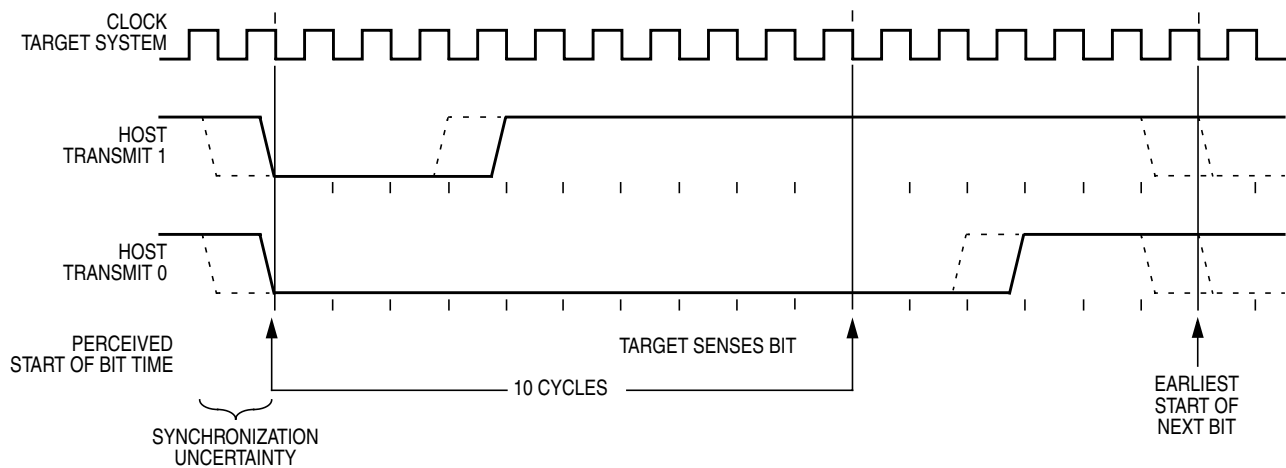 CLOCK
TARGET SYSTEM
HOST
TRANSMIT 1
HOST
TRANSMIT 0
PERCEIVED
START OF BIT TIME
TARGET SENSES BIT
10 CYCLES
EARLIEST
START OF
NEXT BIT
SYNCHRONIZATION
UNCERTAINTY